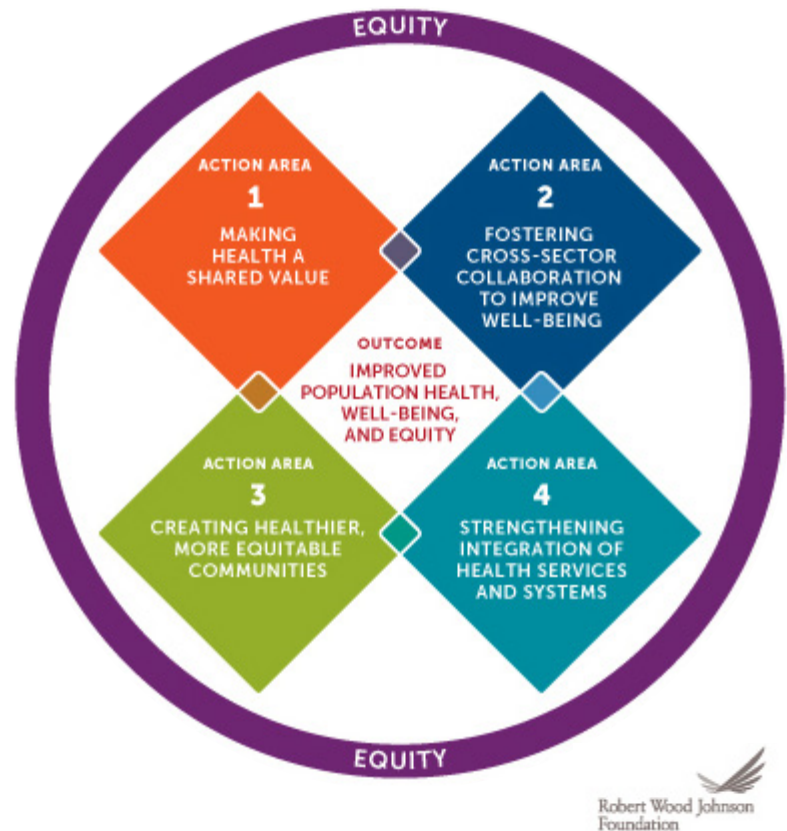 EQUITY
ACTION AREA
1
MAKING
HEALTH A
SHARED VALUE
ACTION AREA
2
FOSTERING
CROSS-SECTOR
COLLABORATION
TO IMPROVE
WELL-BEING
OUTCOME
IMPROVED
POPULATION HEALTH,
WELL-BEING,
AND EQUITY
ACTION AREA
3
CREATING HEALTHIER,
MORE EQUITABLE
COMMUNITIES
ACTION AREA
4
STRENGTHENING
INTEGRATION OF
HEALTH SERVICES
AND SYSTEMS
EQUITY
Robert Wood Johnson
Foundation